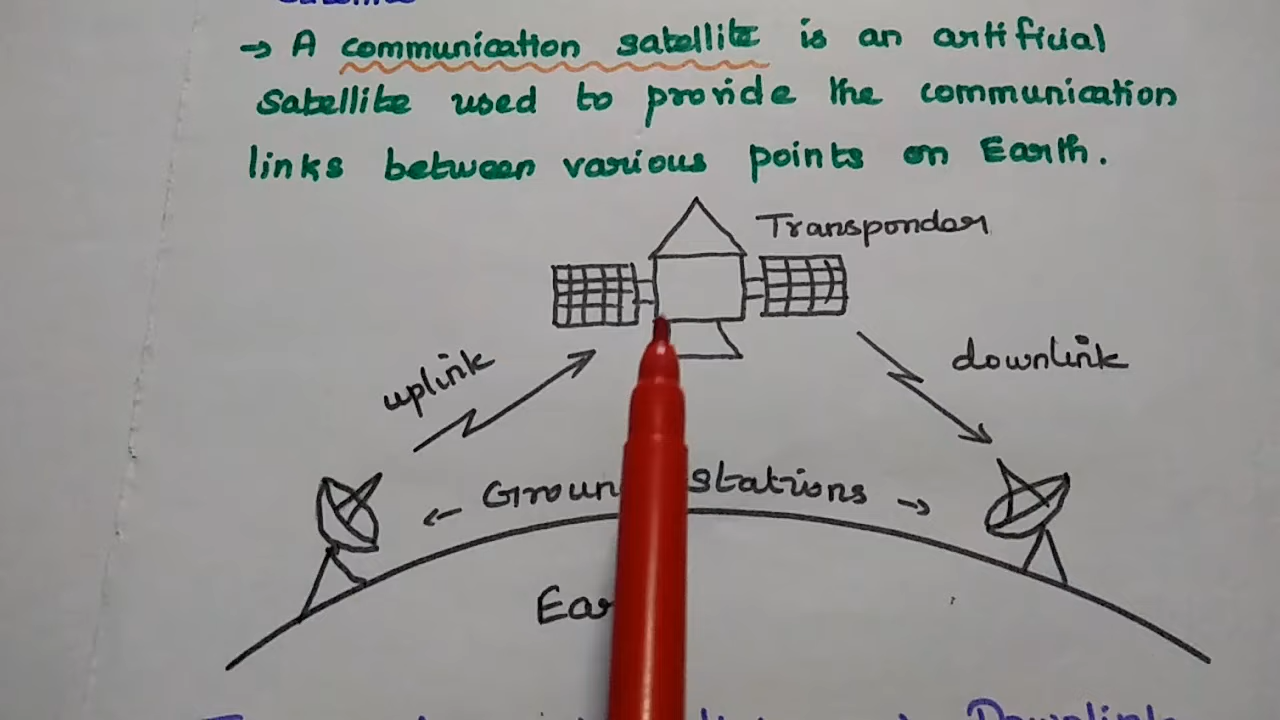 → A communication satellite is an artificial
satellite used to provide the communication
links between various points on Earth.
Transponder
uplink
downlink
← Groun stations →
Ear
Downlink